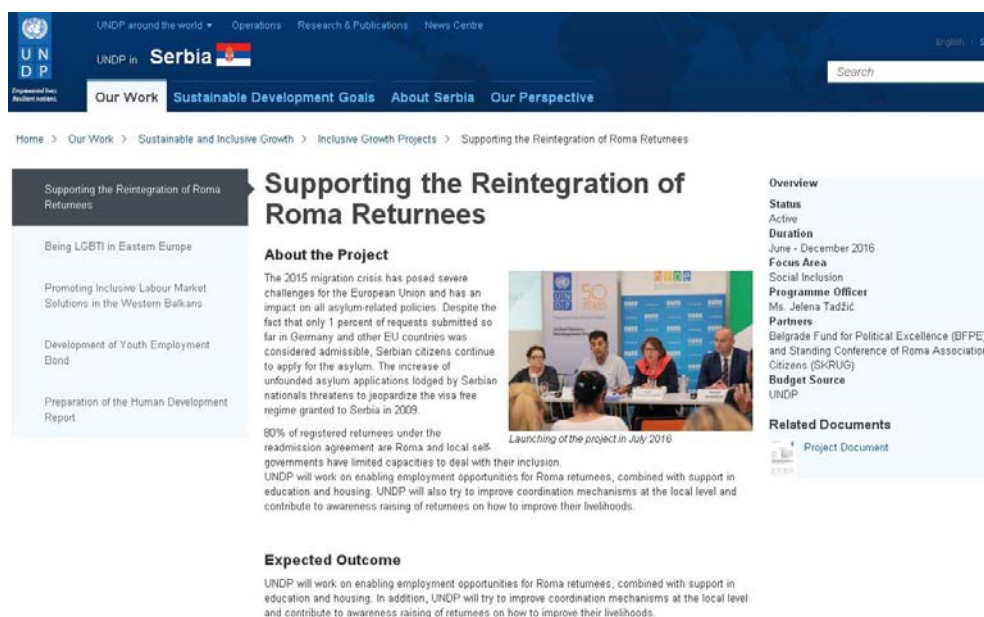 UNDP around the world Operations Research & Publications News Centre
English
U N
D P
UNDP in Serbia
Search
Empowered lives.
Resilient nations.
Our Work Sustainable Development Goals About Serbia Our Perspective
Home > Our Work > Sustainable and Inclusive Growth > Inclusive Growth Projects > Supporting the Reintegration of Roma Returnees
Supporting the Reintegration of Roma
Returnees
Being LGBTI in Eastern Europe
Promoting Inclusive Labour Market
Solutions in the Western Balkans
Development of Youth Employment
Bond
Preparation of the Human Development
Report
Supporting the Reintegration of
Roma Returnees
About the Project
The 2015 migration crisis has posed severe
challenges for the European Union and has an
impact on all asylum-related policies. Despite the
fact that only 1 percent of requests submitted so
far in Germany and other EU countries was
considered admissible, Serbian citizens continue
to apply for the asylum. The increase of
unfounded asylum applications lodged by Serbian
nationals threatens to jeopardize the visa free
regime granted to Serbia in 2009.
50
YEARS
Launching of the project in July 2016
80% of registered returnees under the
readmission agreement are Roma and local self-
governments have limited capacities to deal with their inclusion.
UNDP will work on enabling employment opportunities for Roma returnees, combined with support in
education and housing. UNDP will also try to improve coordination mechanisms at the local level and
contribute to awareness raising of returnees on how to improve their livelihoods.
Expected Outcome
UNDP will work on enabling employment opportunities for Roma returnees, combined with support in
education and housing. In addition, UNDP will try to improve coordination mechanisms at the local level
and contribute to awareness raising of returnees on how to improve their livelihoods.
Overview
Status
Active
Duration
June - December 2016
Focus Area
Social Inclusion
Programme Officer
Ms. Jelena Tadžić
Partners
Belgrade Fund for Political Excellence (BFPE)
and Standing Conference of Roma Association
Citizens (SKRUG)
Budget Source
UNDP
Related Documents
Project Document